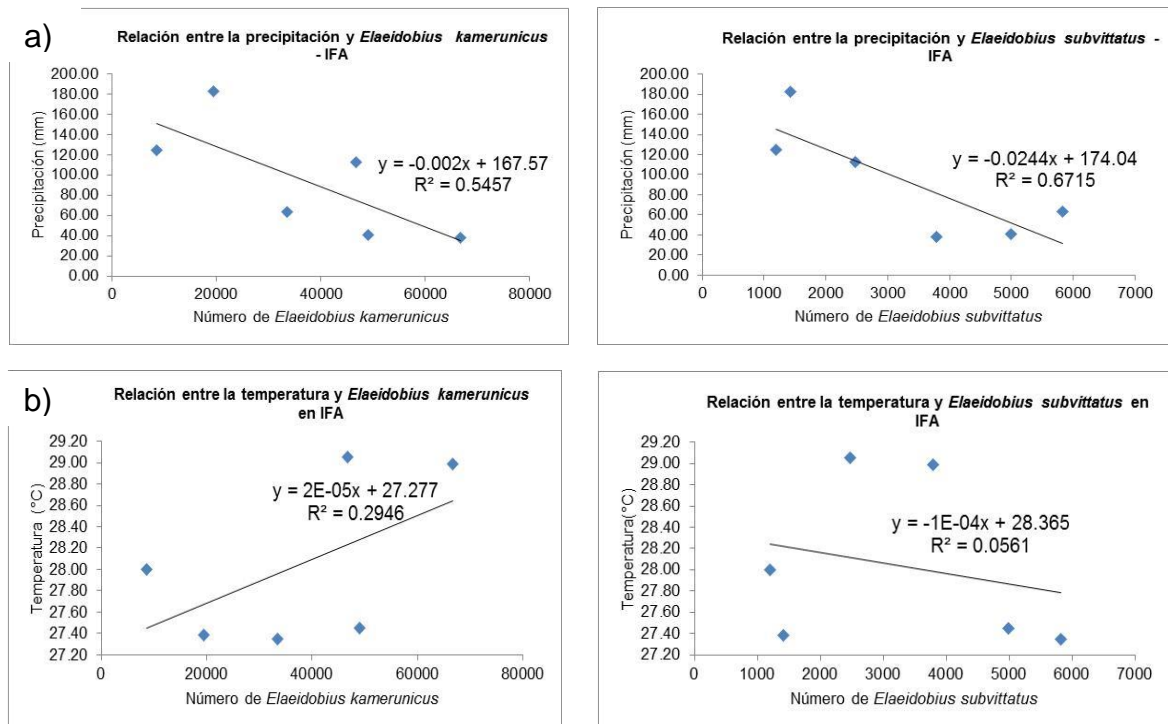 a)
Relación entre la precipitación y Elaeidobius kamerunicus
- IFA
Precipitación (mm)
200.00
180.00
160.00
140.00
120.00
100.00
80.00
60.00
40.00
20.00
0.00
y = -0.002x + 167.57
R² = 0.5457
0 20000 40000 60000 80000
Número de Elaeidobius kamerunicus
Relación entre la precipitación y Elaeidobius subvittatus -
IFA
Precipitación (mm)
200.00
180.00
160.00
140.00
120.00
100.00
80.00
60.00
40.00
20.00
0.00
y = -0.0244x + 174.04
R² = 0.6715
0 1000 2000 3000 4000 5000 6000 7000
Número de Elaeidobius subvittatus
b)
Relación entre la temperatura y Elaeidobius kamerunicus
en IFA
Temperatura (°C)
29.20
29.00
28.80
28.60
28.40
28.20
28.00
27.80
27.60
27.40
27.20
y = 2E-05x + 27.277
R² = 0.2946
0 20000 40000 60000 80000
Número de Elaeidobius kamerunicus
Relación entre la temperatura y Elaeidobius subvittatus en
IFA
Temperatura(°C)
29.20
29.00
28.80
28.60
28.40
28.20
28.00
27.80
27.60
27.40
27.20
y = -1E-04x + 28.365
R² = 0.0561
0 1000 2000 3000 4000 5000 6000 7000
Número de Elaeidobius subvittatus